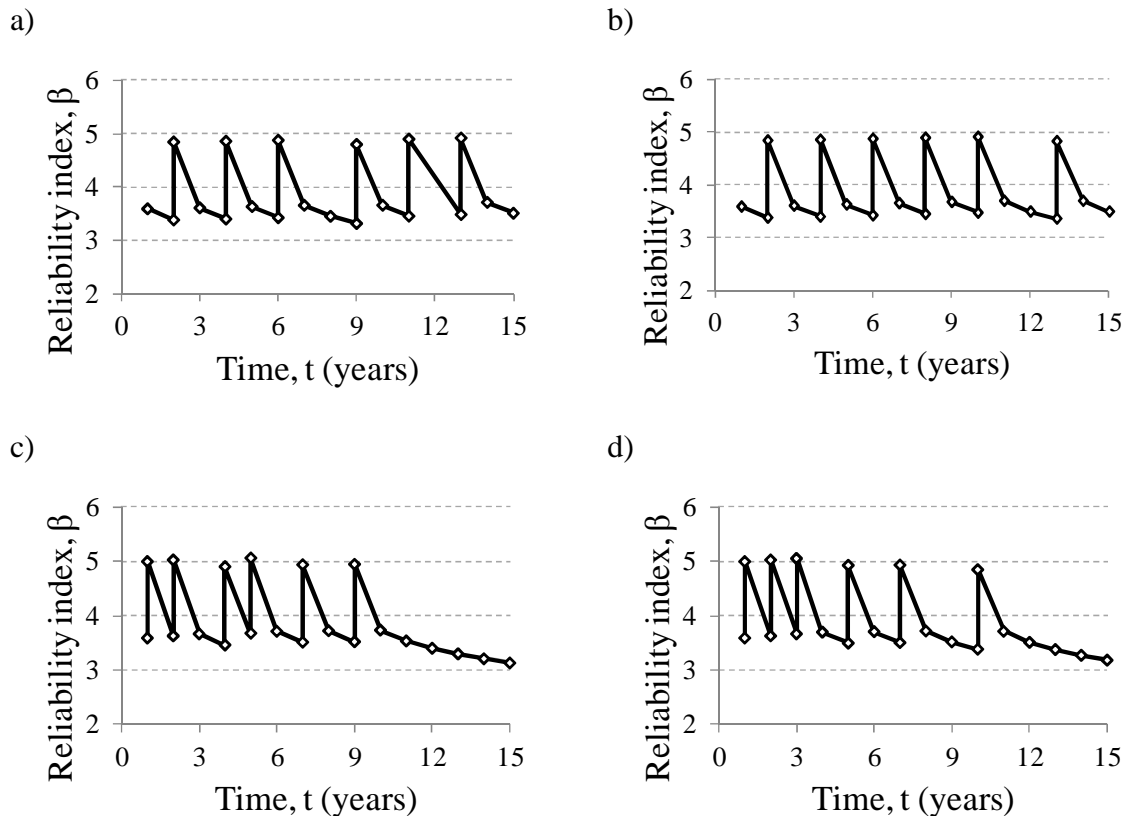 a)
6
5
4
3
2
0 3 6 9 12 15
Reliability index, β
Time, t (years)
b)
6
5
4
3
2
0 3 6 9 12 15
Reliability index, β
Time, t (years)
c)
6
5
4
3
2
0 3 6 9 12 15
Reliability index, β
Time, t (years)
d)
6
5
4
3
2
0 3 6 9 12 15
Reliability index, β
Time, t (years)